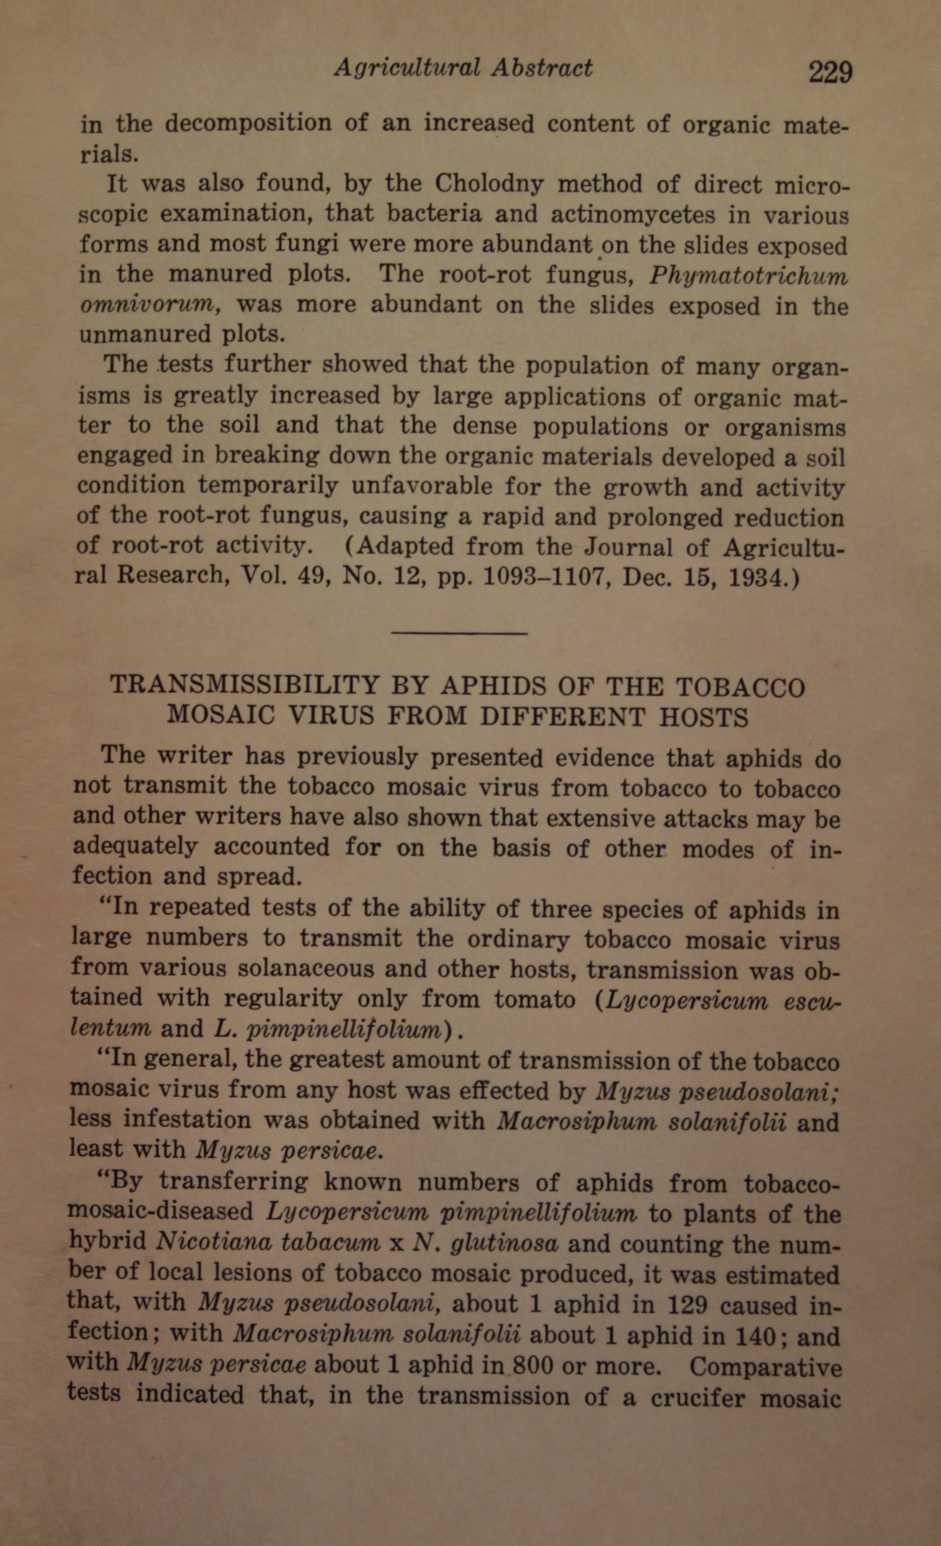 Agricultural Abstract 229
in the decomposition of an increased content of organic mate-
rials.
It was also found, by the Cholodny method of direct micro-
scopic examination, that bacteria and actinomycetes in various
forms and most fungi were more abundant on the slides exposed
in the manured plots. The root-rot fungus, Phymatotrichum
omnivorum, was more abundant on the slides exposed in the
unmanured plots.
The tests further showed that the population of many organ-
isms is greatly increased by large applications of organic mat-
ter to the soil and that the dense populations or organisms
engaged in breaking down the organic materials developed a soil
condition temporarily unfavorable for the growth and activity
of the root-rot fungus, causing a rapid and prolonged reduction
of root-rot activity. (Adapted from the Journal of Agricultu-
ral Research, Vol. 49, No. 12, pp. 1093–1107, Dec. 15, 1934.)
TRANSMISSIBILITY BY APHIDS OF THE TOBACCO
MOSAIC VIRUS FROM DIFFERENT HOSTS
The writer has previously presented evidence that aphids do
not transmit the tobacco mosaic virus from tobacco to tobacco
and other writers have also shown that extensive attacks may be
adequately accounted for on the basis of other modes of in-
fection and spread.
“In repeated tests of the ability of three species of aphids in
large numbers to transmit the ordinary tobacco mosaic virus
from various solanaceous and other hosts, transmission was ob-
tained with regularity only from tomato (Lycopersicum escu-
lentum and L. pimpinellifolium).
“In general, the greatest amount of transmission of the tobacco
mosaic virus from any host was effected by Myzus pseudosolani;
less infestation was obtained with Macrosiphum solanifolii and
least with Myzus persicae.
“By transferring known numbers of aphids from tobacco-
mosaic-diseased Lycopersicum pimpinellifolium to plants of the
hybrid Nicotiana tabacum x N. glutinosa and counting the num-
ber of local lesions of tobacco mosaic produced, it was estimated
that, with Myzus pseudosolani, about 1 aphid in 129 caused in-
fection; with Macrosiphum solanifolii about 1 aphid in 140; and
with Myzus persicae about 1 aphid in 800 or more. Comparative
tests indicated that, in the transmission of a crucifer mosaic